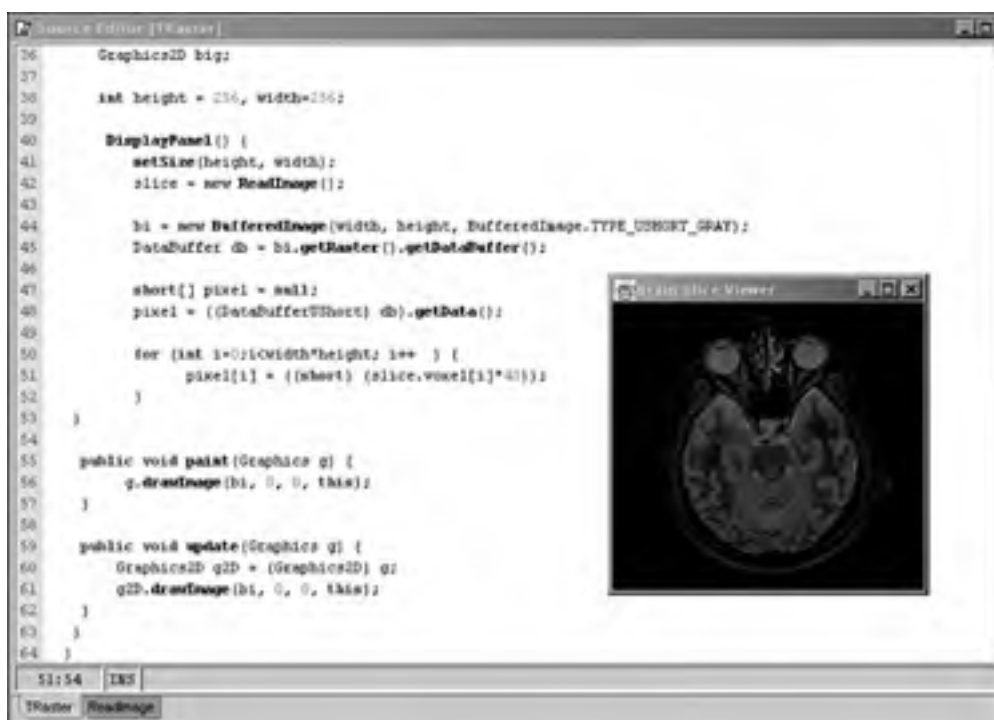 Source Editor [TRaster]
36 Graphics2D big;
37
38 int height = 256, width=256;
39
40 DisplayPanel() {
41 setSize(height, width);
42 slice = new ReadImage();
43
44 bi = new BufferedImage(width, height, BufferedImage.TYPE_USHORT_GRAY);
45 DataBuffer db = bi.getRaster().getDataBuffer();
46
47 short[] pixel = null;
48 pixel = ((DataBufferUShort) db).getData();
49
50 for (int i=0;i<width*height; i++ ) {
51 pixel[i] = ((short) (slice.voxel[i]*40));
52 }
53 }
54
55 public void paint(Graphics g) {
56 g.drawImage(bi, 0, 0, this);
57 }
58
59 public void update(Graphics g) {
60 Graphics2D g2D = (Graphics2D) g;
61 g2D.drawImage(bi, 0, 0, this);
62 }
63 }
64 }
Brain Slice Viewer
51:54 INS
TRaster ReadImage